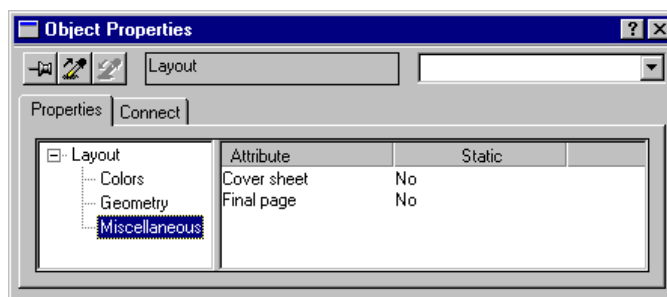 Object Properties
Layout
Properties Connect
Layout Attribute Static
Colors Cover sheet No
Geometry Final page No
Miscellaneous